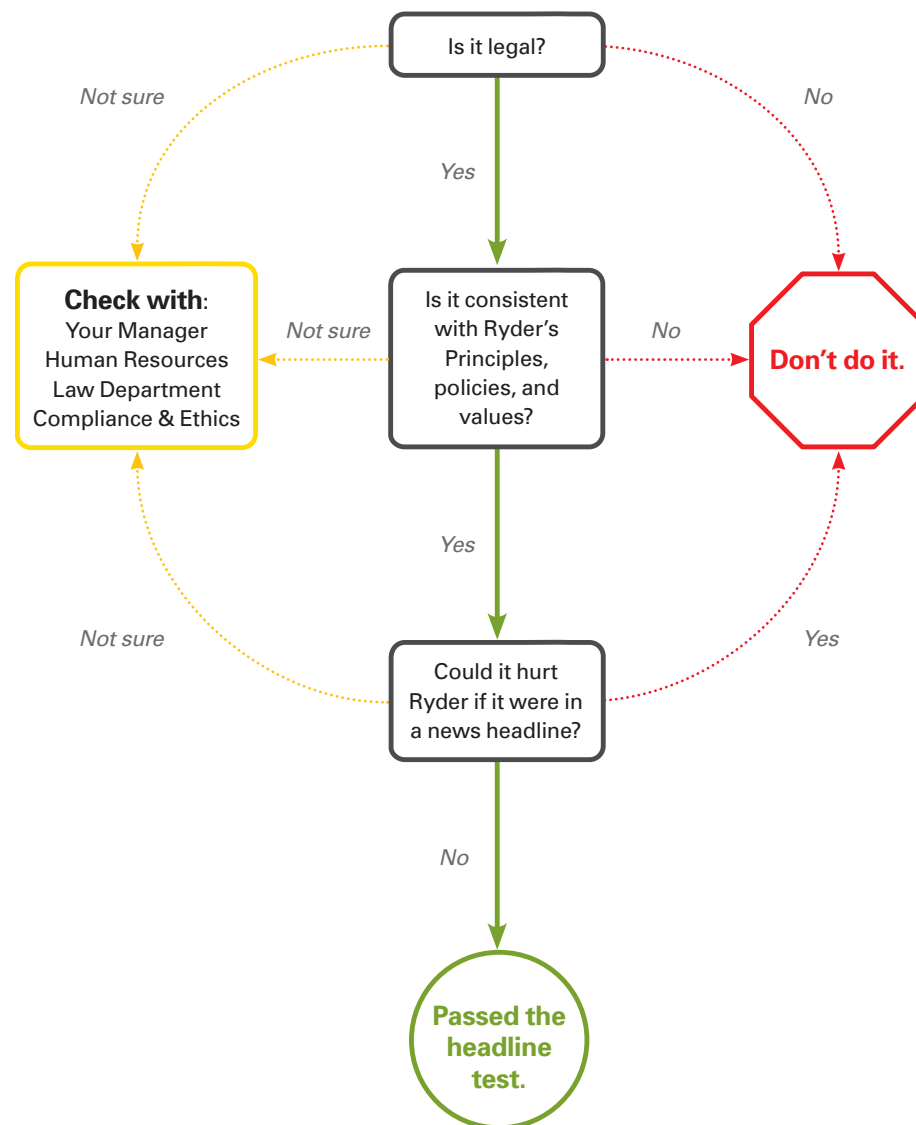 Is it legal?
Not sure
No
Yes
Check with:
Your Manager
Human Resources
Law Department
Compliance & Ethics
Not sure
Is it consistent
with Ryder’s
Principles,
policies, and
values?
No
Don’t do it.
Yes
Not sure
Yes
Could it hurt
Ryder if it were in
a news headline?
No
Passed the
headline
test.